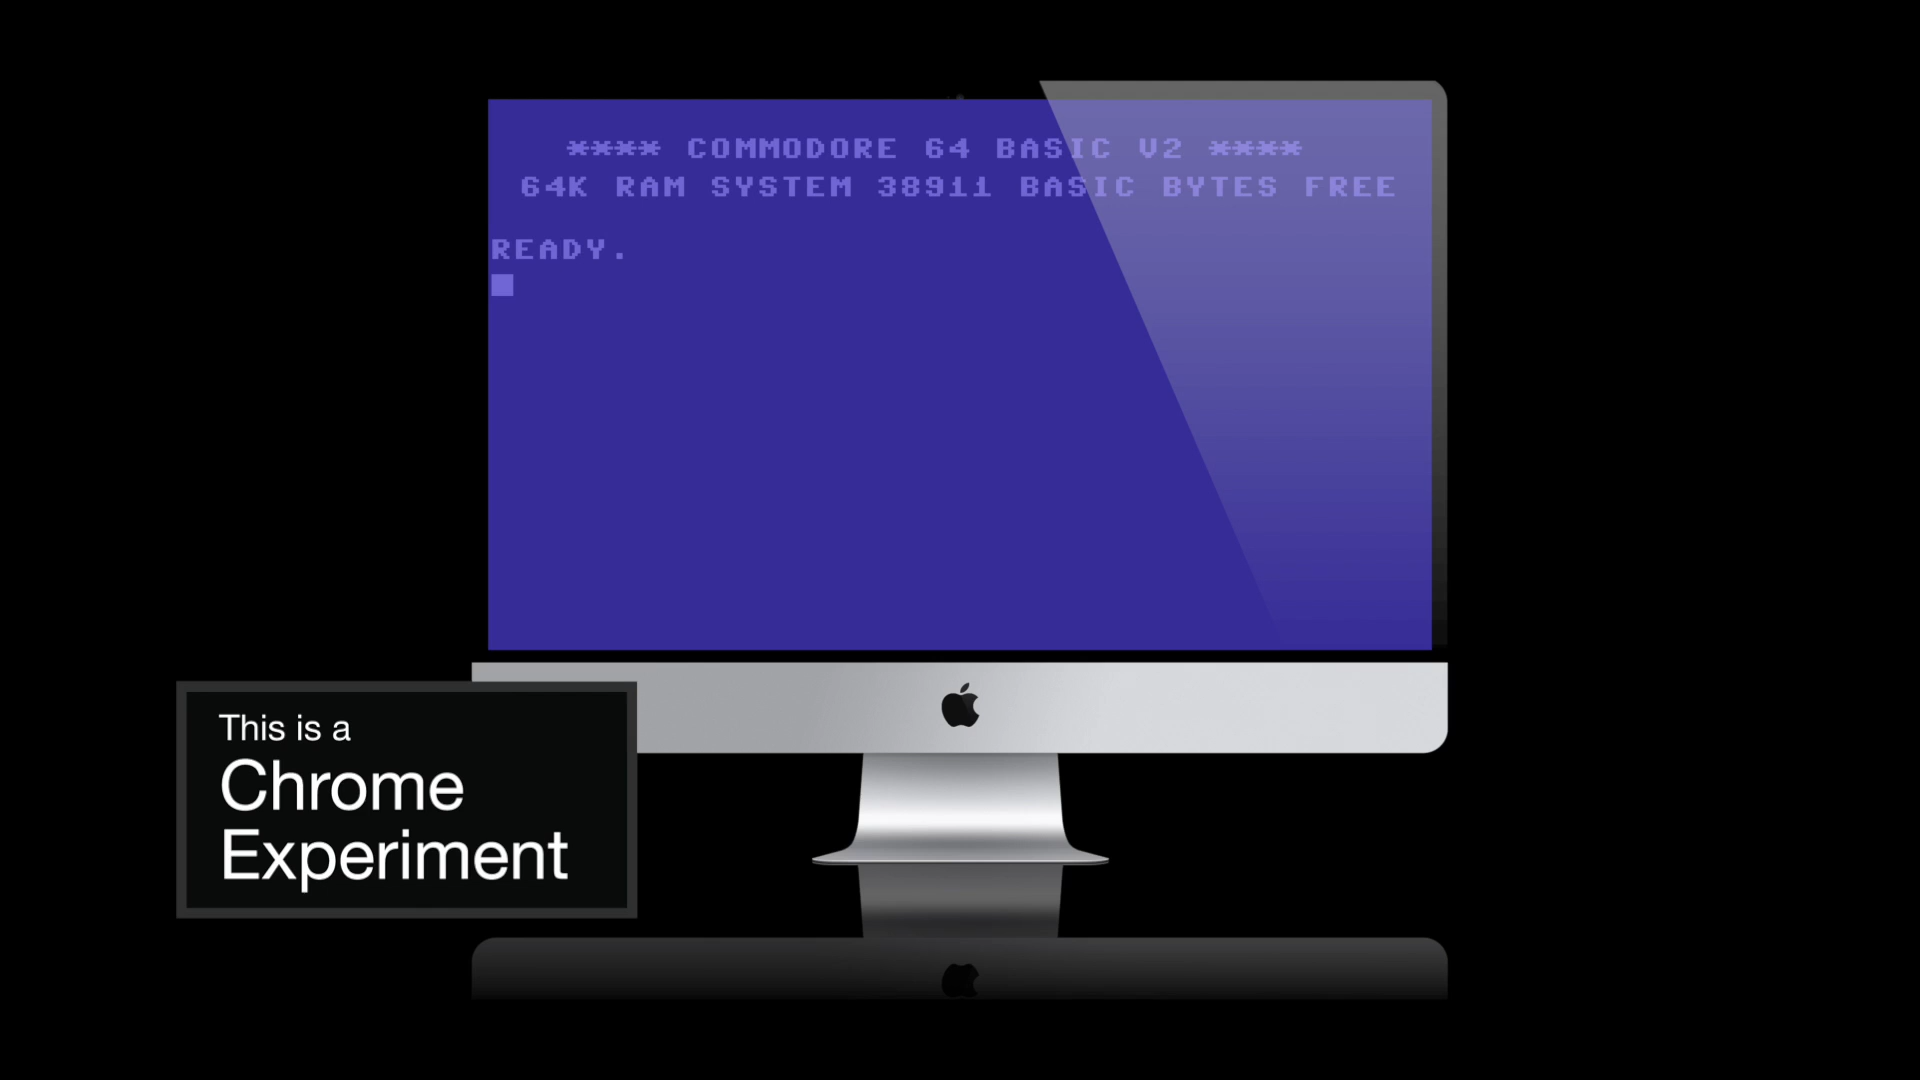 **** COMMODORE 64 BASIC V2 ****
64K RAM SYSTEM 38911 BASIC BYTES FREE
READY.
This is a
Chrome
Experiment